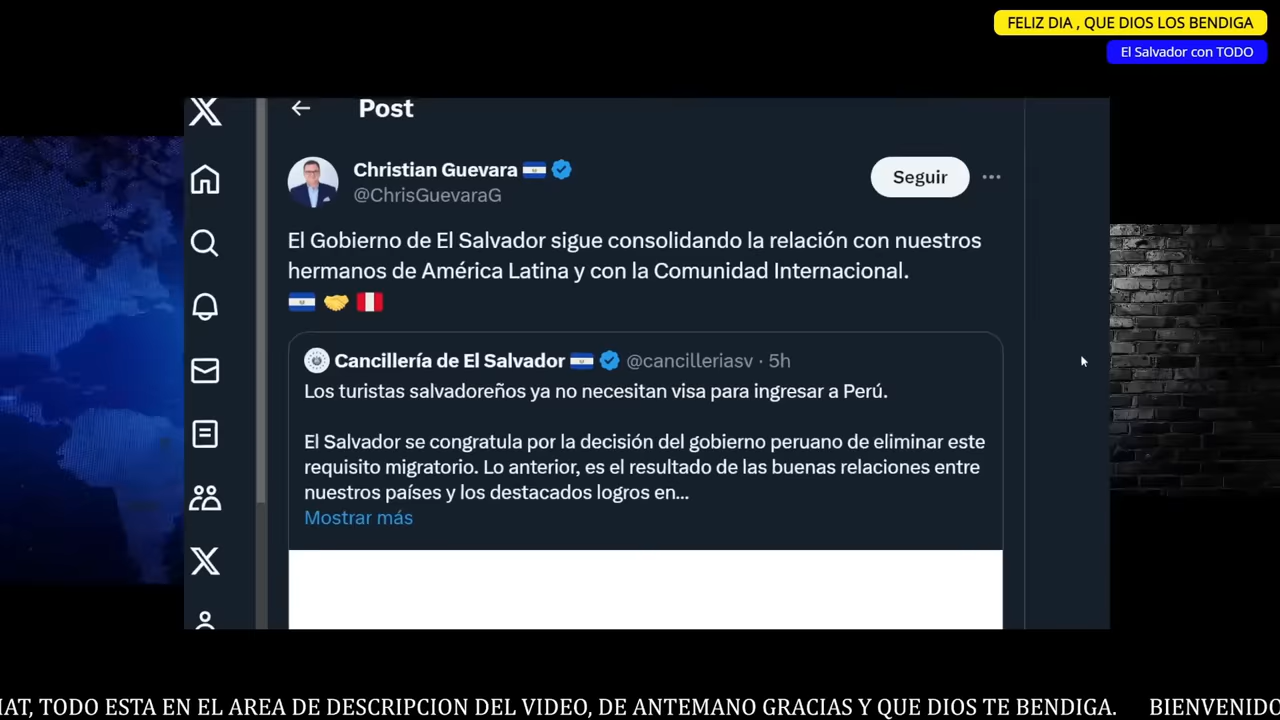 FELIZ DIA , QUE DIOS LOS BENDIGA
El Salvador con TODO
Post
Christian Guevara
@ChrisGuevaraG
Seguir
El Gobierno de El Salvador sigue consolidando la relación con nuestros
hermanos de América Latina y con la Comunidad Internacional.
Cancillería de El Salvador @cancilleriasv · 5h
Los turistas salvadoreños ya no necesitan visa para ingresar a Perú.
El Salvador se congratula por la decisión del gobierno peruano de eliminar este
requisito migratorio. Lo anterior, es el resultado de las buenas relaciones entre
nuestros países y los destacados logros en...
Mostrar más
TODO ESTA EN EL AREA DE DESCRIPCION DEL VIDEO, DE ANTEMANO GRACIAS Y QUE DIOS TE BENDIGA. BIENVENIDO